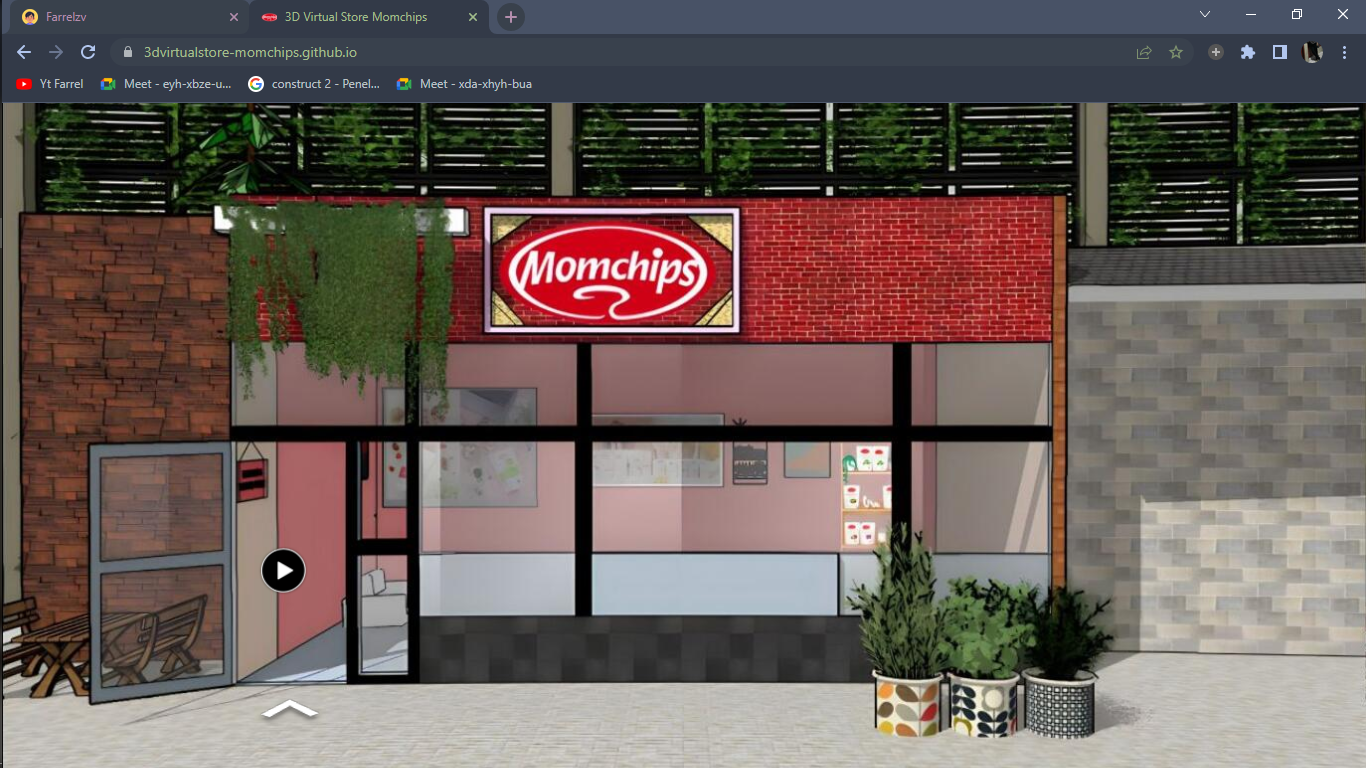 Farrelzv
3D Virtual Store Momchips
3dvirtualstore-momchips.github.io
Yt Farrel
Meet - eyh-xbze-u...
construct 2 - Penel...
Meet - xda-xhyh-bua
Momchips